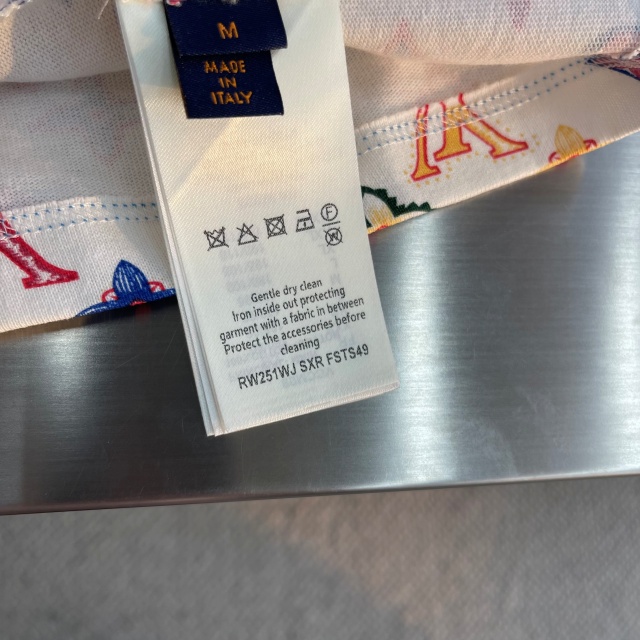 M
MADE
IN
ITALY
F
W
Gentle dry clean
Iron inside out protecting
garment with a fabric in between
Protect the accessories before
cleaning
RW251WJ SXR FSTS49